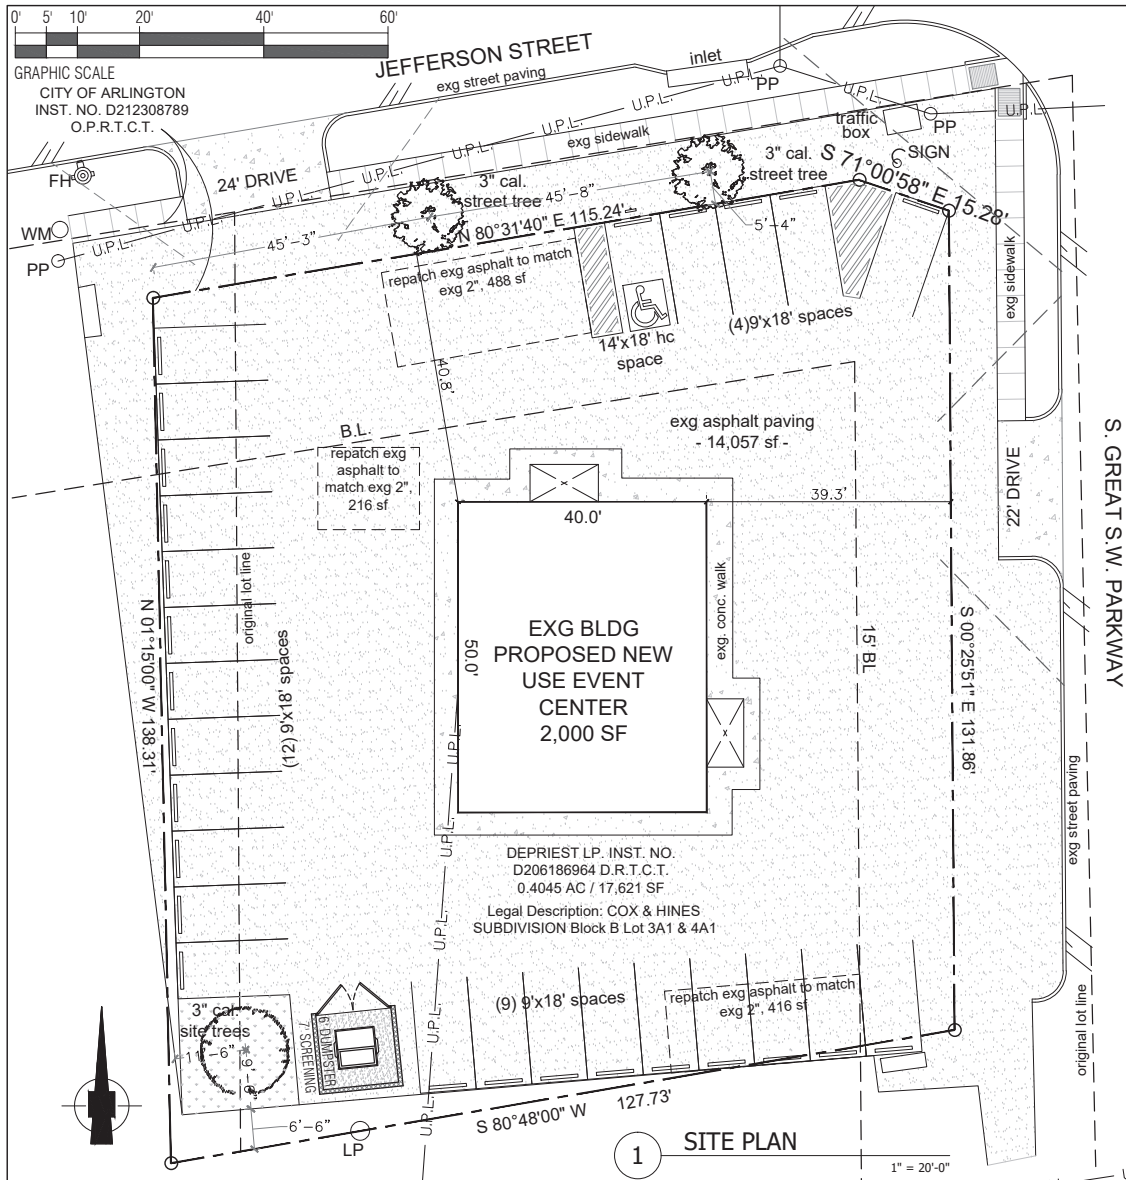 0' 5' 10' 20' 40' 60'
GRAPHIC SCALE
CITY OF ARLINGTON
INST. NO. D212308789
O.P.R.T.C.T.
JEFFERSON STREET
exg street paving
inlet
U.P.L.
U.P.L.
U.P.L.
U.P.L.
U.P.L.
U.P.L.
U.P.L.
U.P.L.
U.P.L.
U.P.L.
PP
PP
traffic
box
SIGN
exg sidewalk
FH
24' DRIVE
WM
PP
3" cal.
street tree
3" cal.
street tree
45'-8"
45'-3"
5'-4"
N 80°31'40" E 115.24'
S 71°00'58" E 15.28'
exg sidewalk
repatch exg asphalt to match
exg 2", 488 sf
14'x18' hc
space
(4)9'x18' spaces
40.8'
B.L.
exg asphalt paving
- 14,057 sf -
repatch exg
asphalt to
match exg 2",
216 sf
39.3'
40.0'
22' DRIVE
S. GREAT S.W. PARKWAY
original lot line
N 01°15'00" W 138.31'
(12) 9'x18' spaces
50.0'
EXG BLDG
PROPOSED NEW
USE EVENT
CENTER
2,000 SF
exg. conc. walk
15' BL
S 00°25'51" E 131.86'
exg street paving
U.P.L.
U.P.L.
U.P.L.
U.P.L.
U.P.L.
DEPRIEST LP. INST. NO.
D206186964 D.R.T.C.T.
0.4045 AC / 17,621 SF
Legal Description: COX & HINES
SUBDIVISION Block B Lot 3A1 & 4A1
(9) 9'x18' spaces
repatch exg asphalt to match
exg 2", 416 sf
original lot line
3" cal.
site trees
11'-6"
6'
7' SCREENING
6' DUMPSTER
6'-6"
LP
S 80°48'00" W 127.73'
1
SITE PLAN
1" = 20'-0"